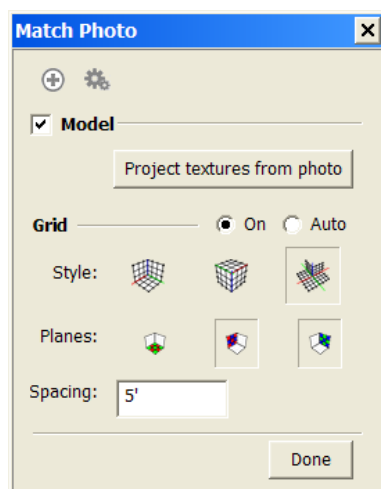 Match Photo
Model
Project textures from photo
Grid On Auto
Style:
Planes:
Spacing: 5'
Done